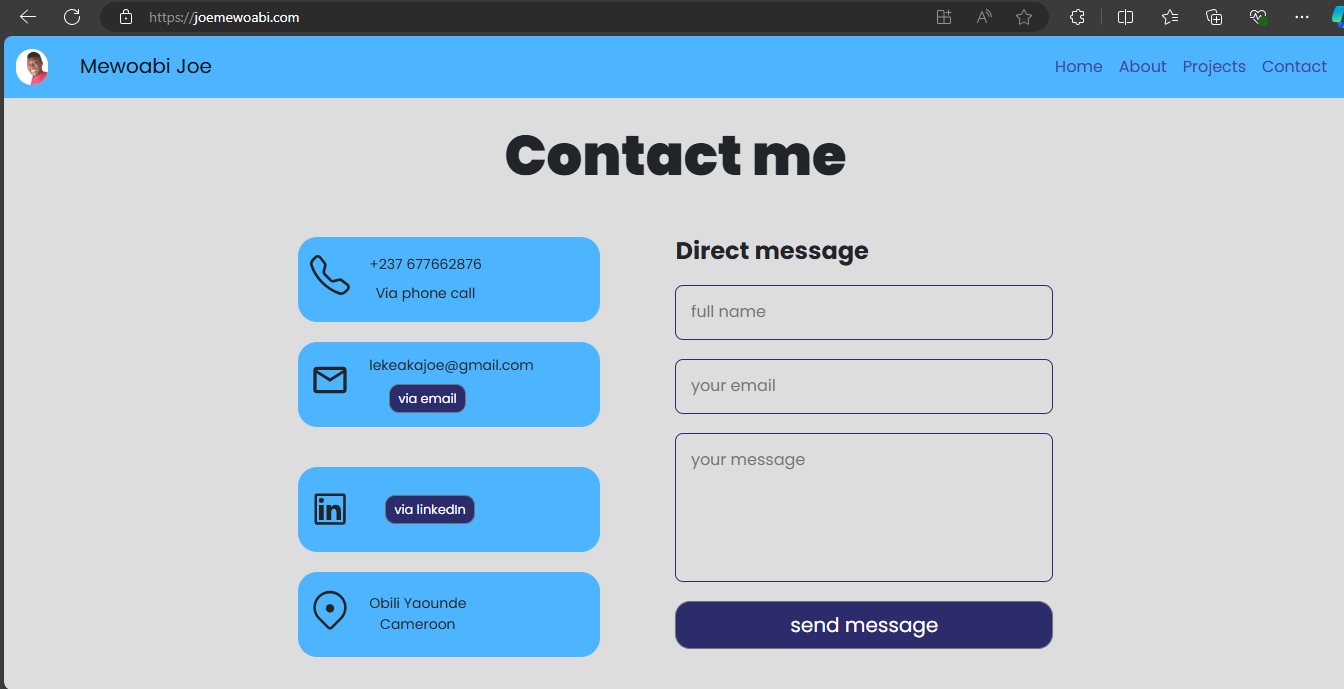 https://joemewoabi.com
Mewoabi Joe
Home About Projects Contact
Contact me
+237 677662876
Via phone call
lekeakajoe@gmail.com
via email
in
via linkedIn
Obili Yaounde
Cameroon
Direct message
full name
your email
your message
send message